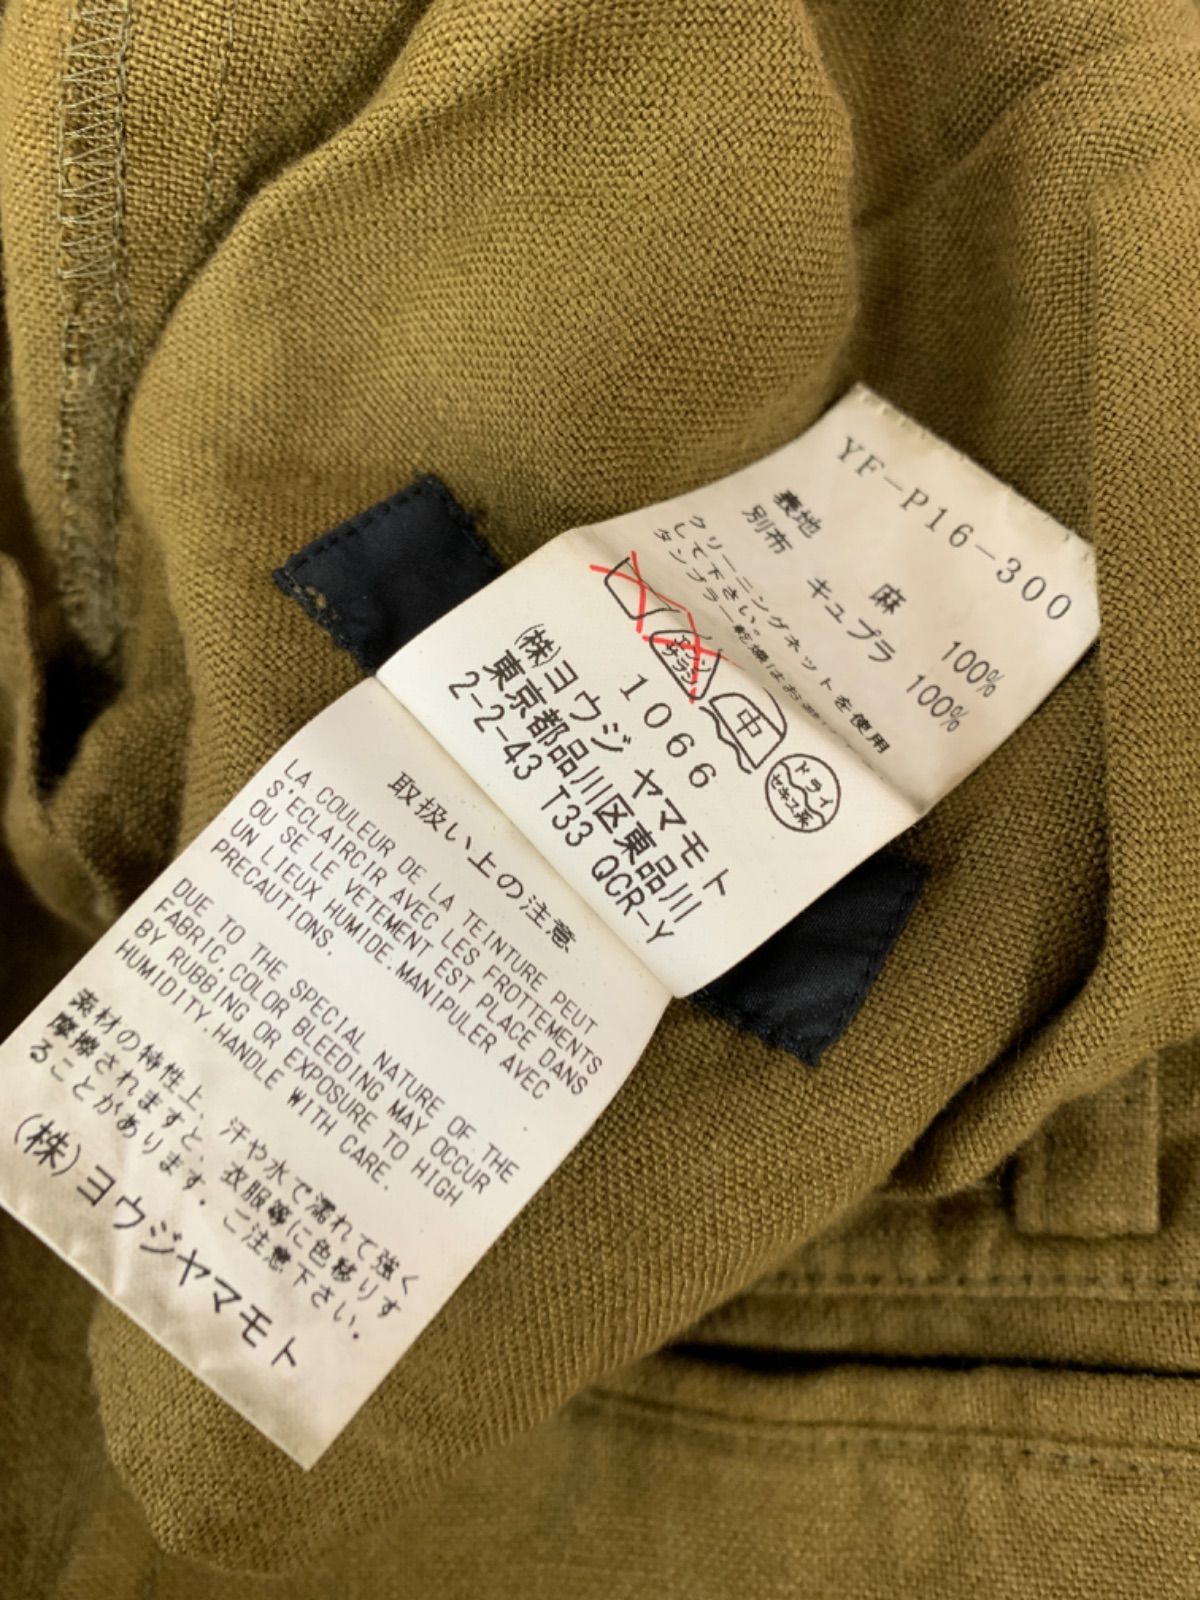 YF-P16-300
表地 麻 100%
別布 キュプラ 100%
クリーニングネットを使用
して下さい。
タンブラー乾燥はお
エンソ
サラシ
中
ドライ
セキユ系
1066
(株)ヨウジ ヤマモト
東京都品川区東品川
2-2-43 T33 QCR-Y
取扱い上の注意
LA COULEUR DE LA TEINTURE PEUT
S'ECLAIRCIR AVEC LES FROTTEMENTS
OU SE LE VETEMENT EST PLACE DANS
UN LIEUX HUMIDE.MANIPULER AVEC
PRECAUTIONS.
DUE TO THE SPECIAL NATURE OF THE
FABRIC,COLOR BLEEDING MAY OCCUR
BY RUBBING OR EXPOSURE TO HIGH
HUMIDITY.HANDLE WITH CARE.
素材の特性上、汗や水で濡れて強く
摩擦されますと、衣服等に色移りす
ることがあります。ご注意下さい。
(株)ヨウジヤマモト